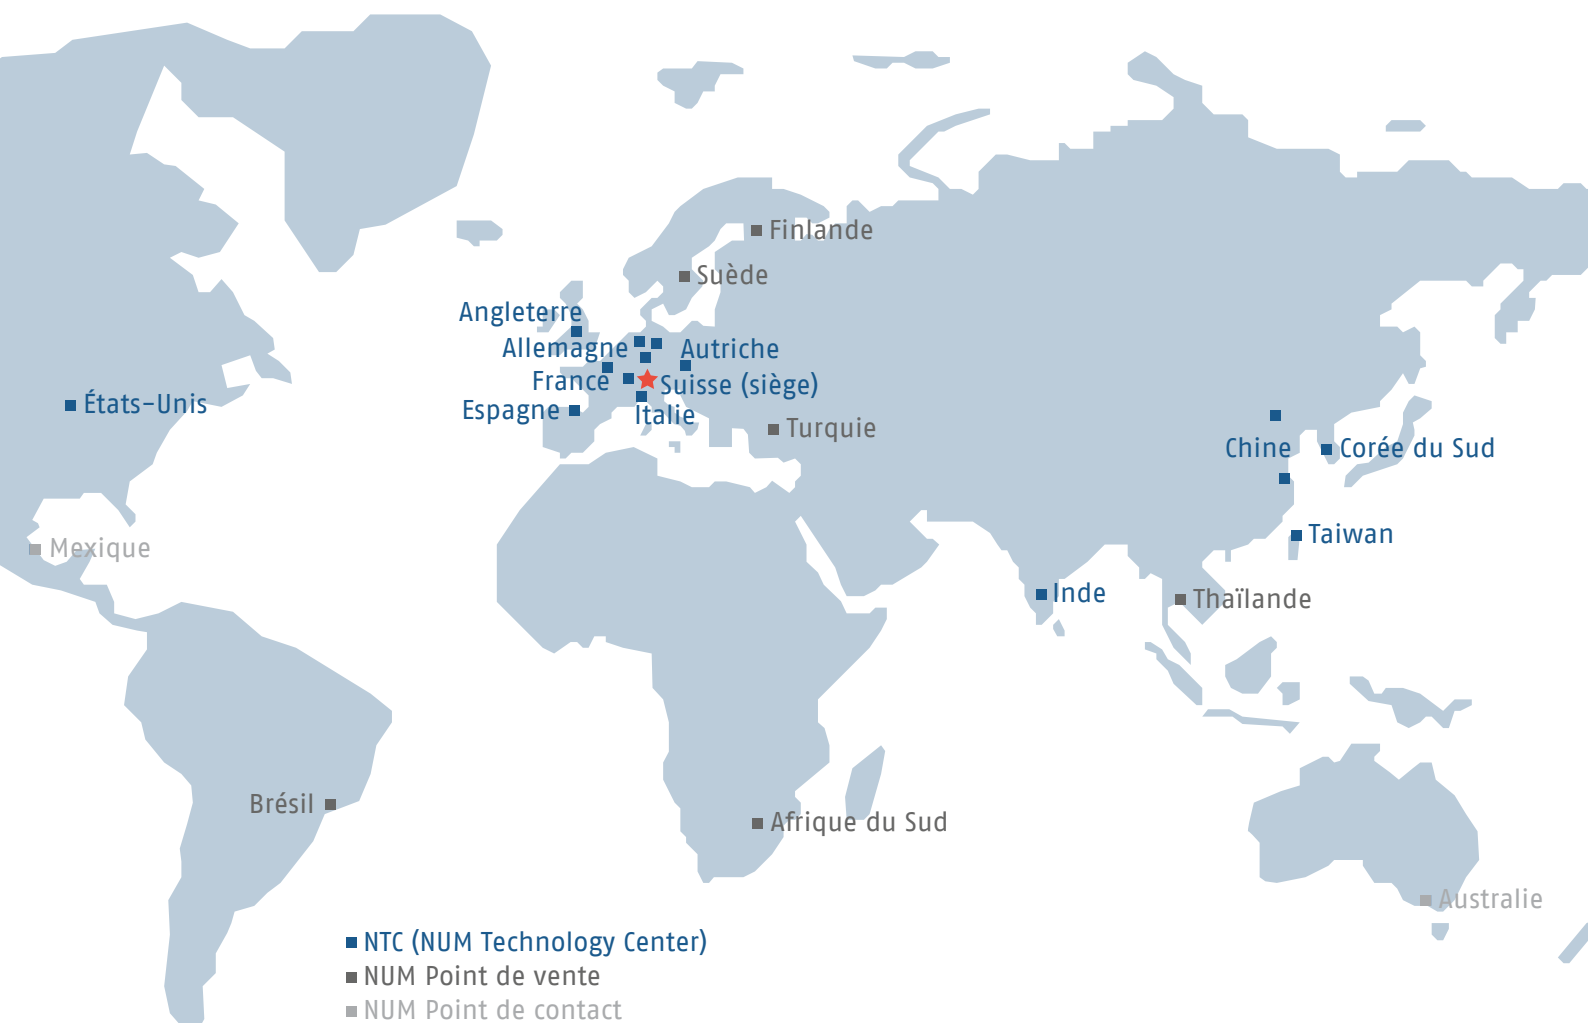 Finlande
Suède
Angleterre
Allemagne
Autriche
France
Suisse (siège)
États-Unis
Espagne
Italie
Turquie
Chine
Corée du Sud
Taiwan
Mexique
Inde
Thaïlande
Brésil
Afrique du Sud
Australie
NTC (NUM Technology Center)
NUM Point de vente
NUM Point de contact